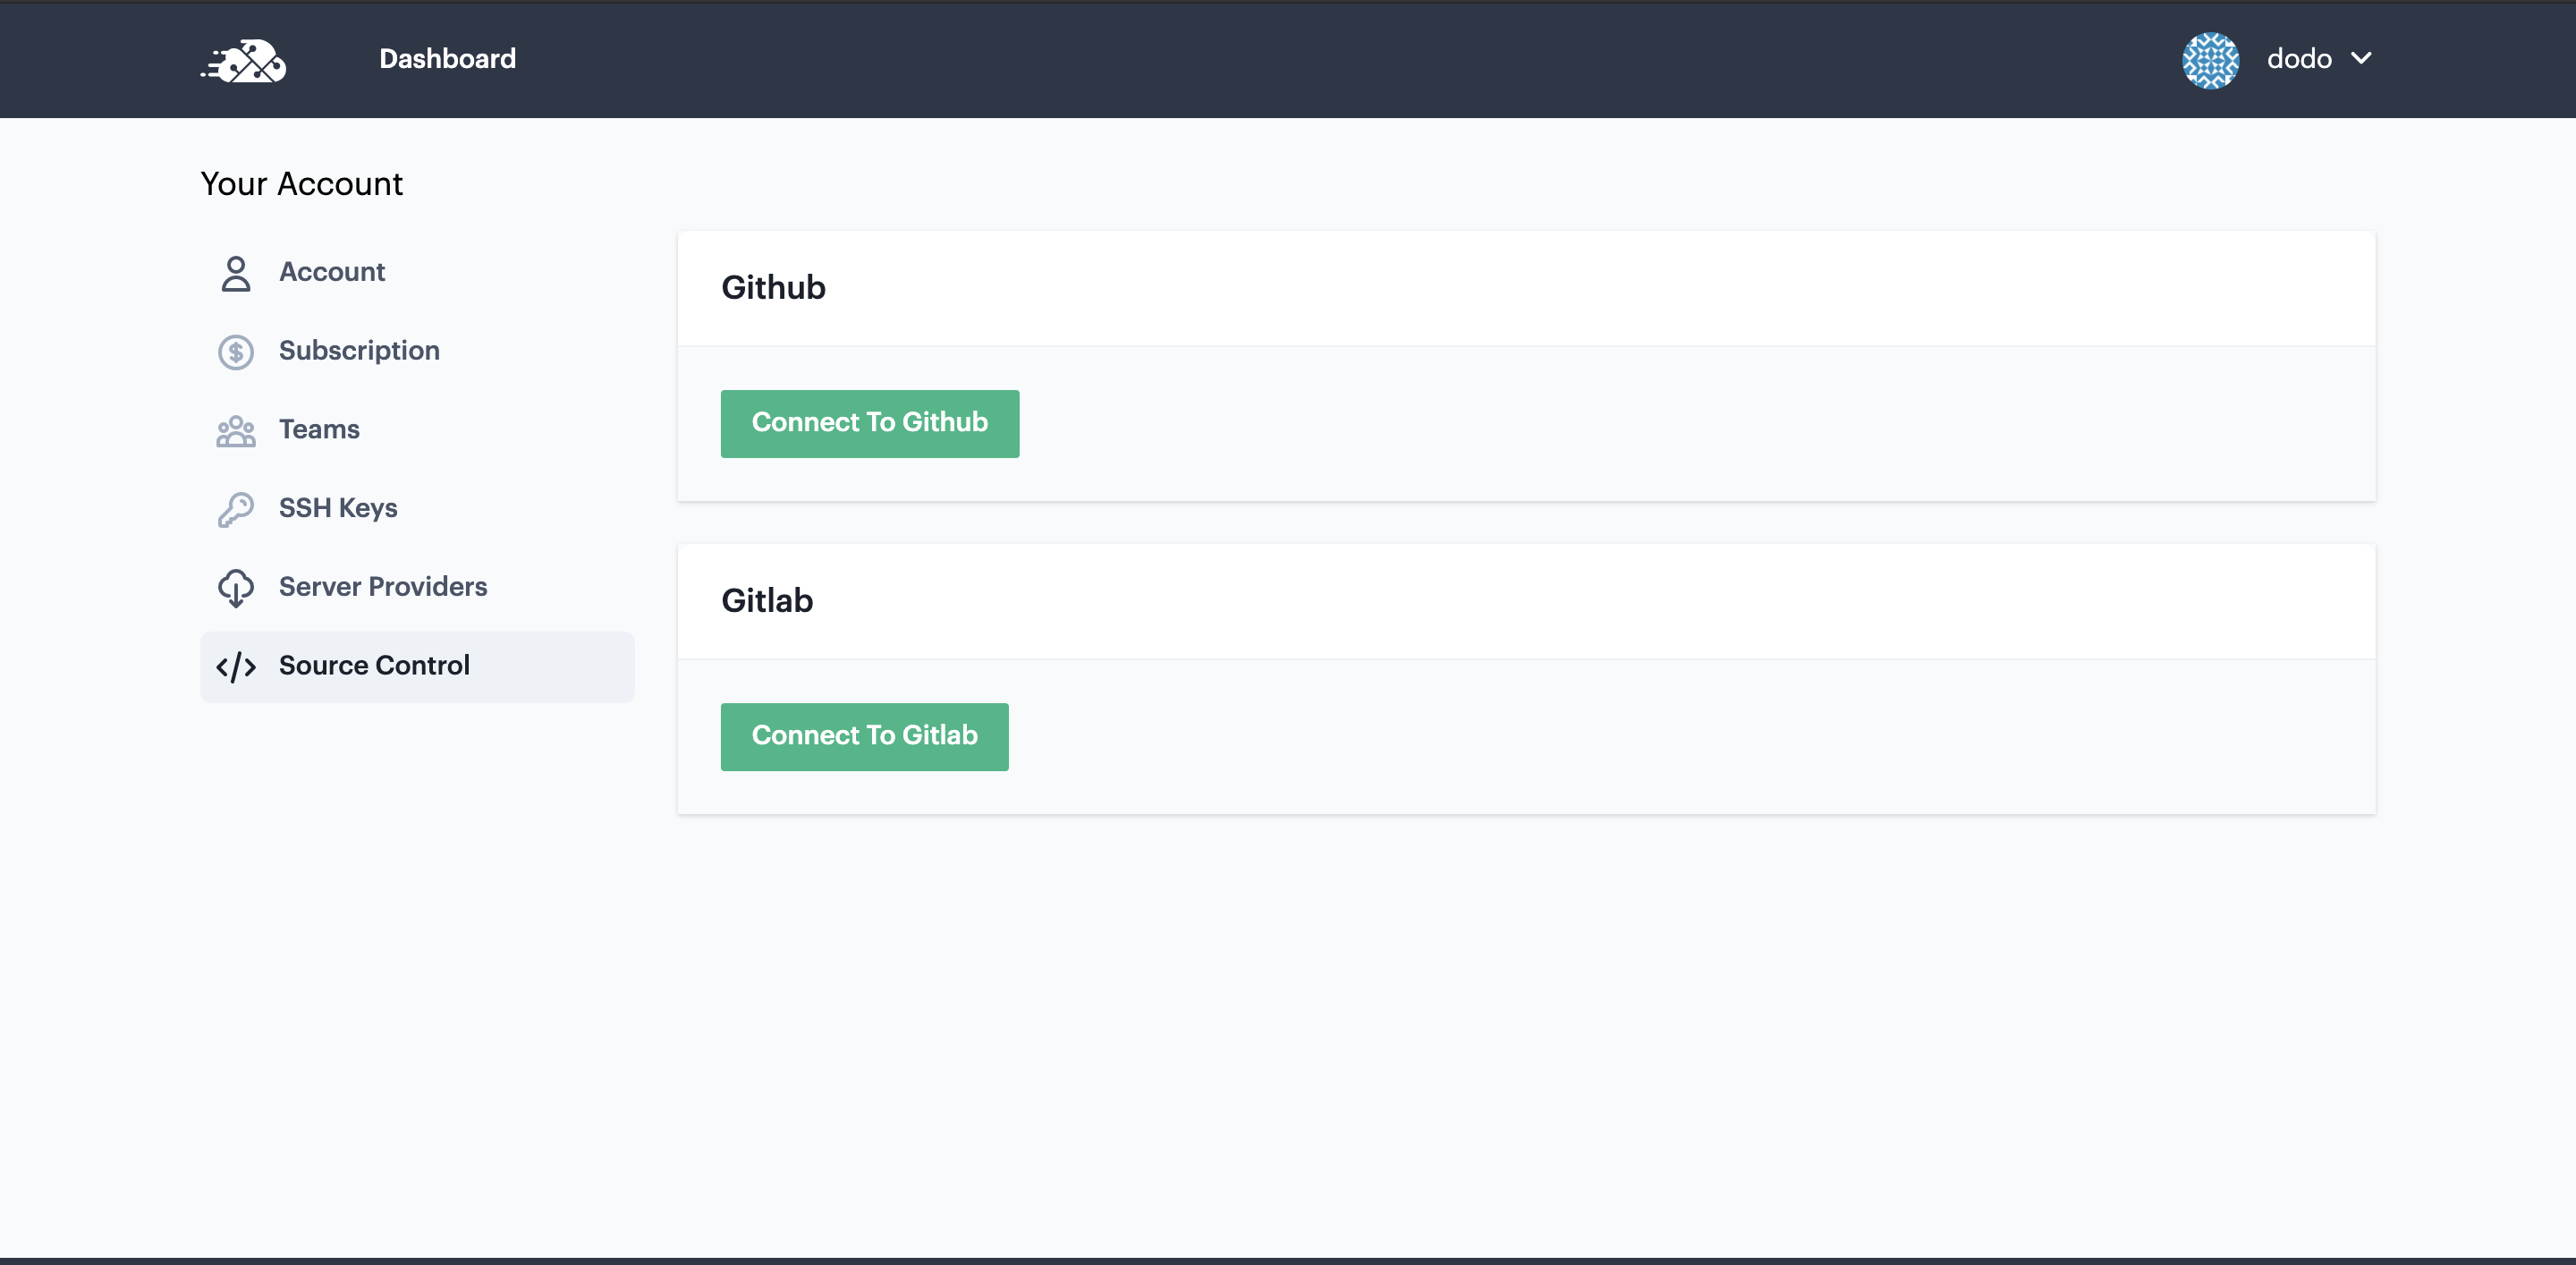 Dashboard
dodo
Your Account
Account
Subscription
Teams
SSH Keys
Server Providers
Source Control
Github
Connect To Github
Gitlab
Connect To Gitlab